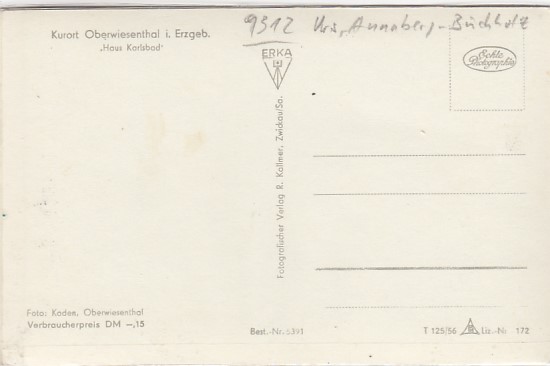 9312 Krs. Annaberg-Buchholz
Kurort Oberwiesenthal i. Erzgeb.
„Haus Karlsbad"
ERKA
Echte Photographie
Fotografischer Verlag R. Kallmer, Zwickau/Sa.
Foto: Kaden, Oberwiesenthal
Verbraucherpreis DM —,15
Best.-Nr. 5391
T 125/56 Liz.-Nr 172